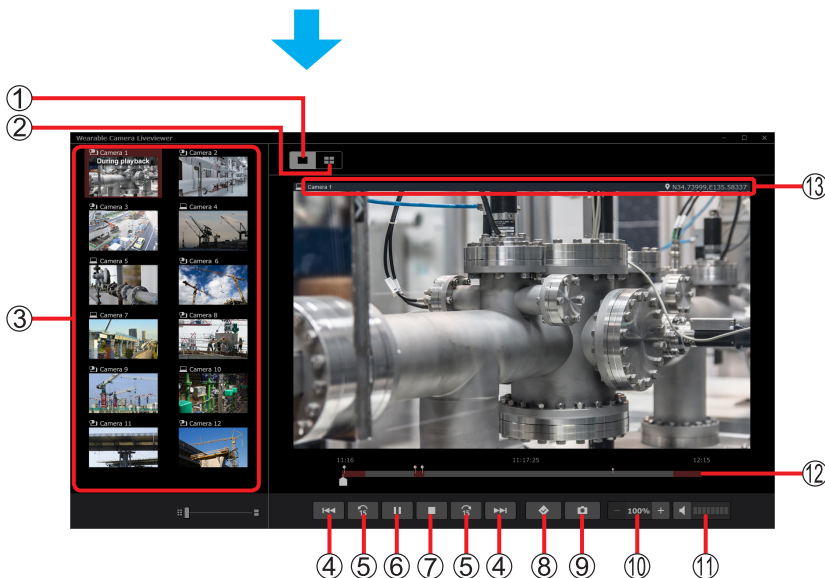 ①
②
Wearable Camera Liveviewer
Camera 1
During playback
Camera 2
Camera 3
Camera 4
Camera 5
Camera 6
Camera 7
Camera 8
Camera 9
Camera 10
Camera 11
Camera 12
③
Camera 1
N34.73999,E135.58337
⑬
11:16
11:17:25
12:15
⑫
15
15
100%
④
⑤
⑥
⑦
⑤
④
⑧
⑨
⑩
⑪